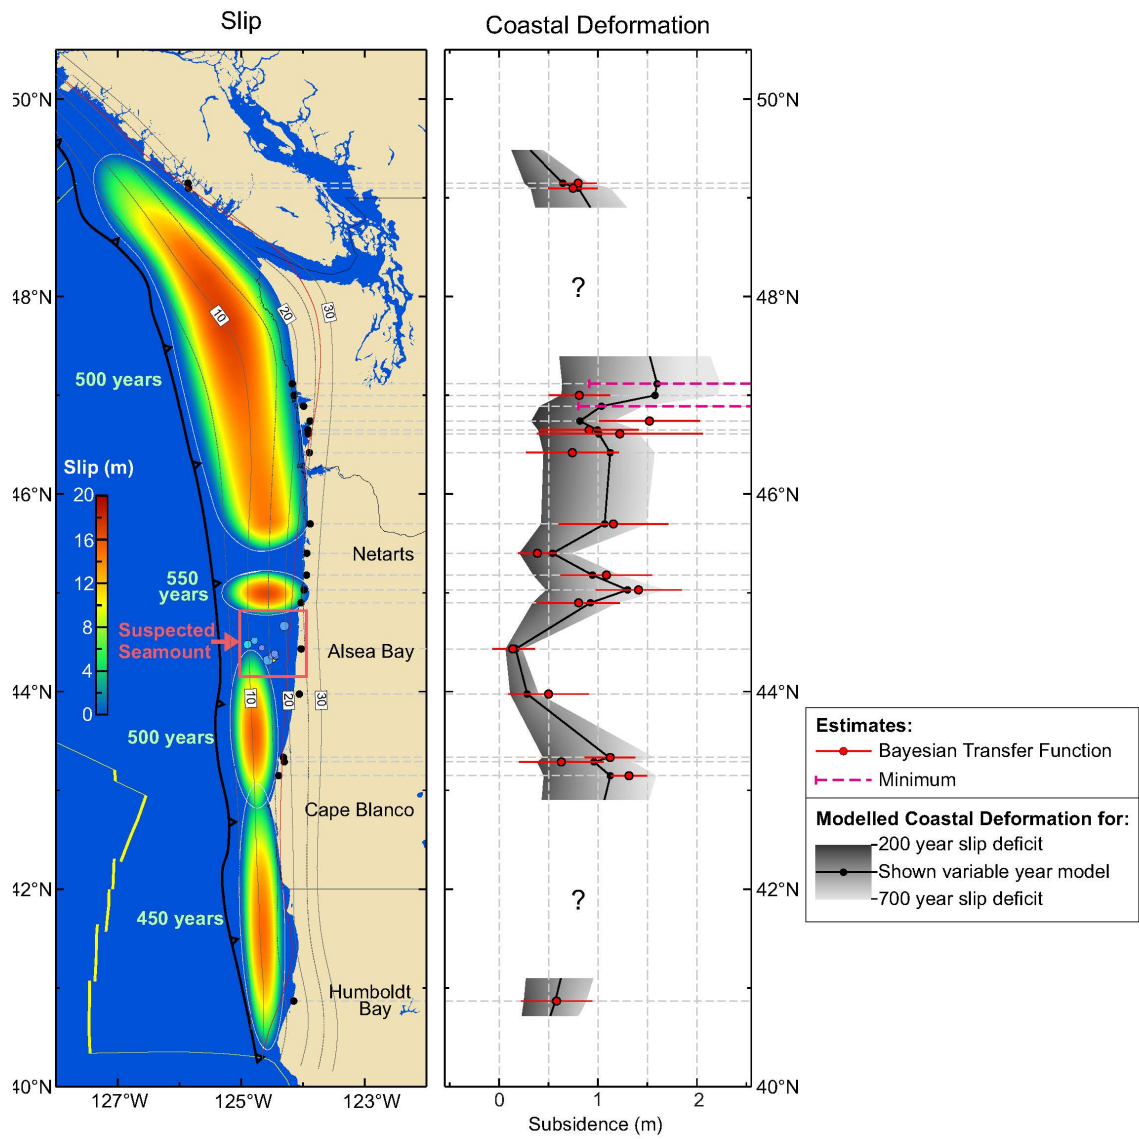 Slip
Coastal Deformation
50°N
48°N
46°N
44°N
42°N
40°N
50°N
48°N
46°N
44°N
42°N
40°N
10
20
30
500 years
Slip (m)
20
16
12
8
4
0
Netarts
550
years
Suspected
Seamount
Alsea Bay
10
20
30
500 years
Cape Blanco
450 years
Humboldt
Bay
127°W
125°W
123°W
?
?
0
1
2
Subsidence (m)
Estimates:
Bayesian Transfer Function
Minimum
Modelled Coastal Deformation for:
200 year slip deficit
Shown variable year model
700 year slip deficit